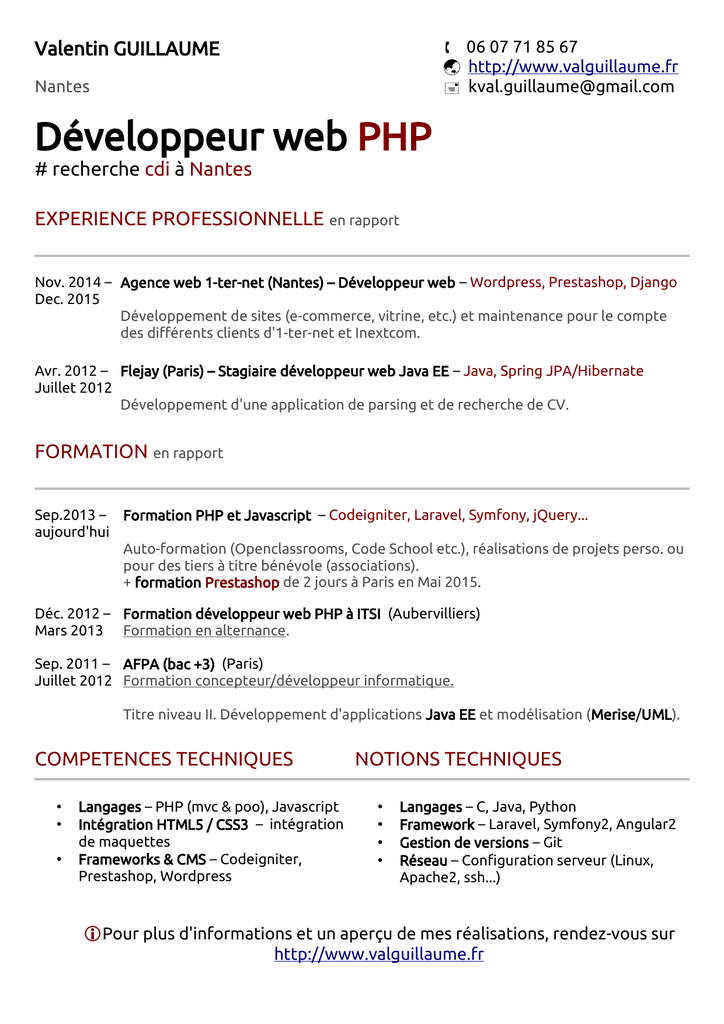 Valentin GUILLAUME
06 07 71 85 67
http://www.valguillaume.fr
Nantes
kval.guillaume@gmail.com
Développeur web PHP
# recherche cdi à Nantes
EXPERIENCE PROFESSIONNELLE en rapport
Nov. 2014 – Agence web 1-ter-net (Nantes) – Développeur web – Wordpress, Prestashop, Django
Dec. 2015
Développement de sites (e-commerce, vitrine, etc.) et maintenance pour le compte
des différents clients d'1-ter-net et Inextcom.
Avr. 2012 – Flejay (Paris) – Stagiaire développeur web Java EE – Java, Spring JPA/Hibernate
Juillet 2012
Développement d'une application de parsing et de recherche de CV.
FORMATION en rapport
Sep.2013 – Formation PHP et Javascript – Codeigniter, Laravel, Symfony, jQuery...
aujourd'hui
Auto-formation (Openclassrooms, Code School etc.), réalisations de projets perso. ou
pour des tiers à titre bénévole (associations).
+ formation Prestashop de 2 jours à Paris en Mai 2015.
Déc. 2012 – Formation développeur web PHP à ITSI (Aubervilliers)
Mars 2013 Formation en alternance.
Sep. 2011 – AFPA (bac +3) (Paris)
Juillet 2012 Formation concepteur/développeur informatique.
Titre niveau II. Développement d'applications Java EE et modélisation (Merise/UML).
COMPETENCES TECHNIQUES
• Langages – PHP (mvc & poo), Javascript
• Intégration HTML5 / CSS3 – intégration
de maquettes
• Frameworks & CMS – Codeigniter,
Prestashop, Wordpress
NOTIONS TECHNIQUES
• Langages – C, Java, Python
• Framework – Laravel, Symfony2, Angular2
• Gestion de versions – Git
• Réseau – Configuration serveur (Linux,
Apache2, ssh...)
Pour plus d'informations et un aperçu de mes réalisations, rendez-vous sur
http://www.valguillaume.fr